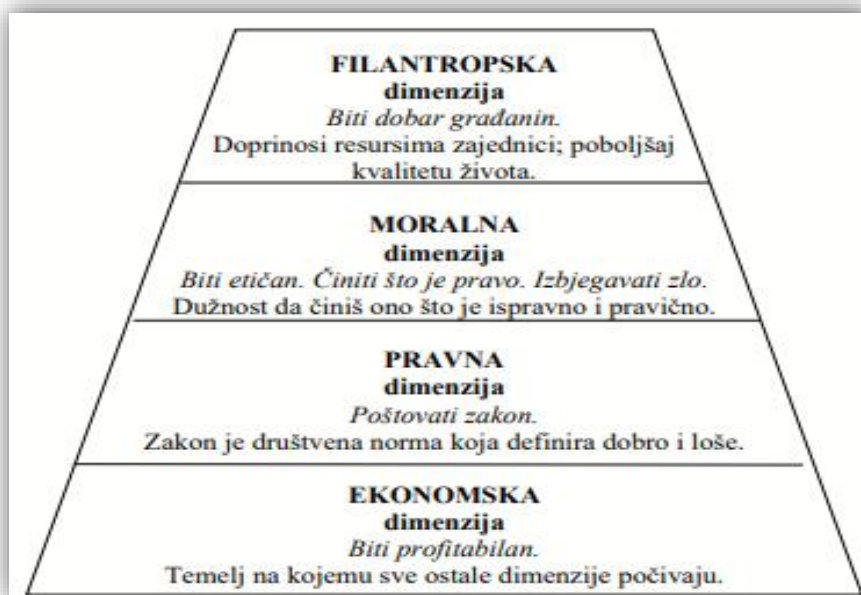 FILANTROPSKA
dimenzija
Biti dobar građanin.
Doprinosi resursima zajednici; poboljšaj
kvalitetu života.
MORALNA
dimenzija
Biti etičan. Činiti što je pravo. Izbjegavati zlo.
Dužnost da činiš ono što je ispravno i pravično.
PRAVNA
dimenzija
Poštovati zakon.
Zakon je društvena norma koja definira dobro i loše.
EKONOMSKA
dimenzija
Biti profitabilan.
Temelj na kojemu sve ostale dimenzije počivaju.